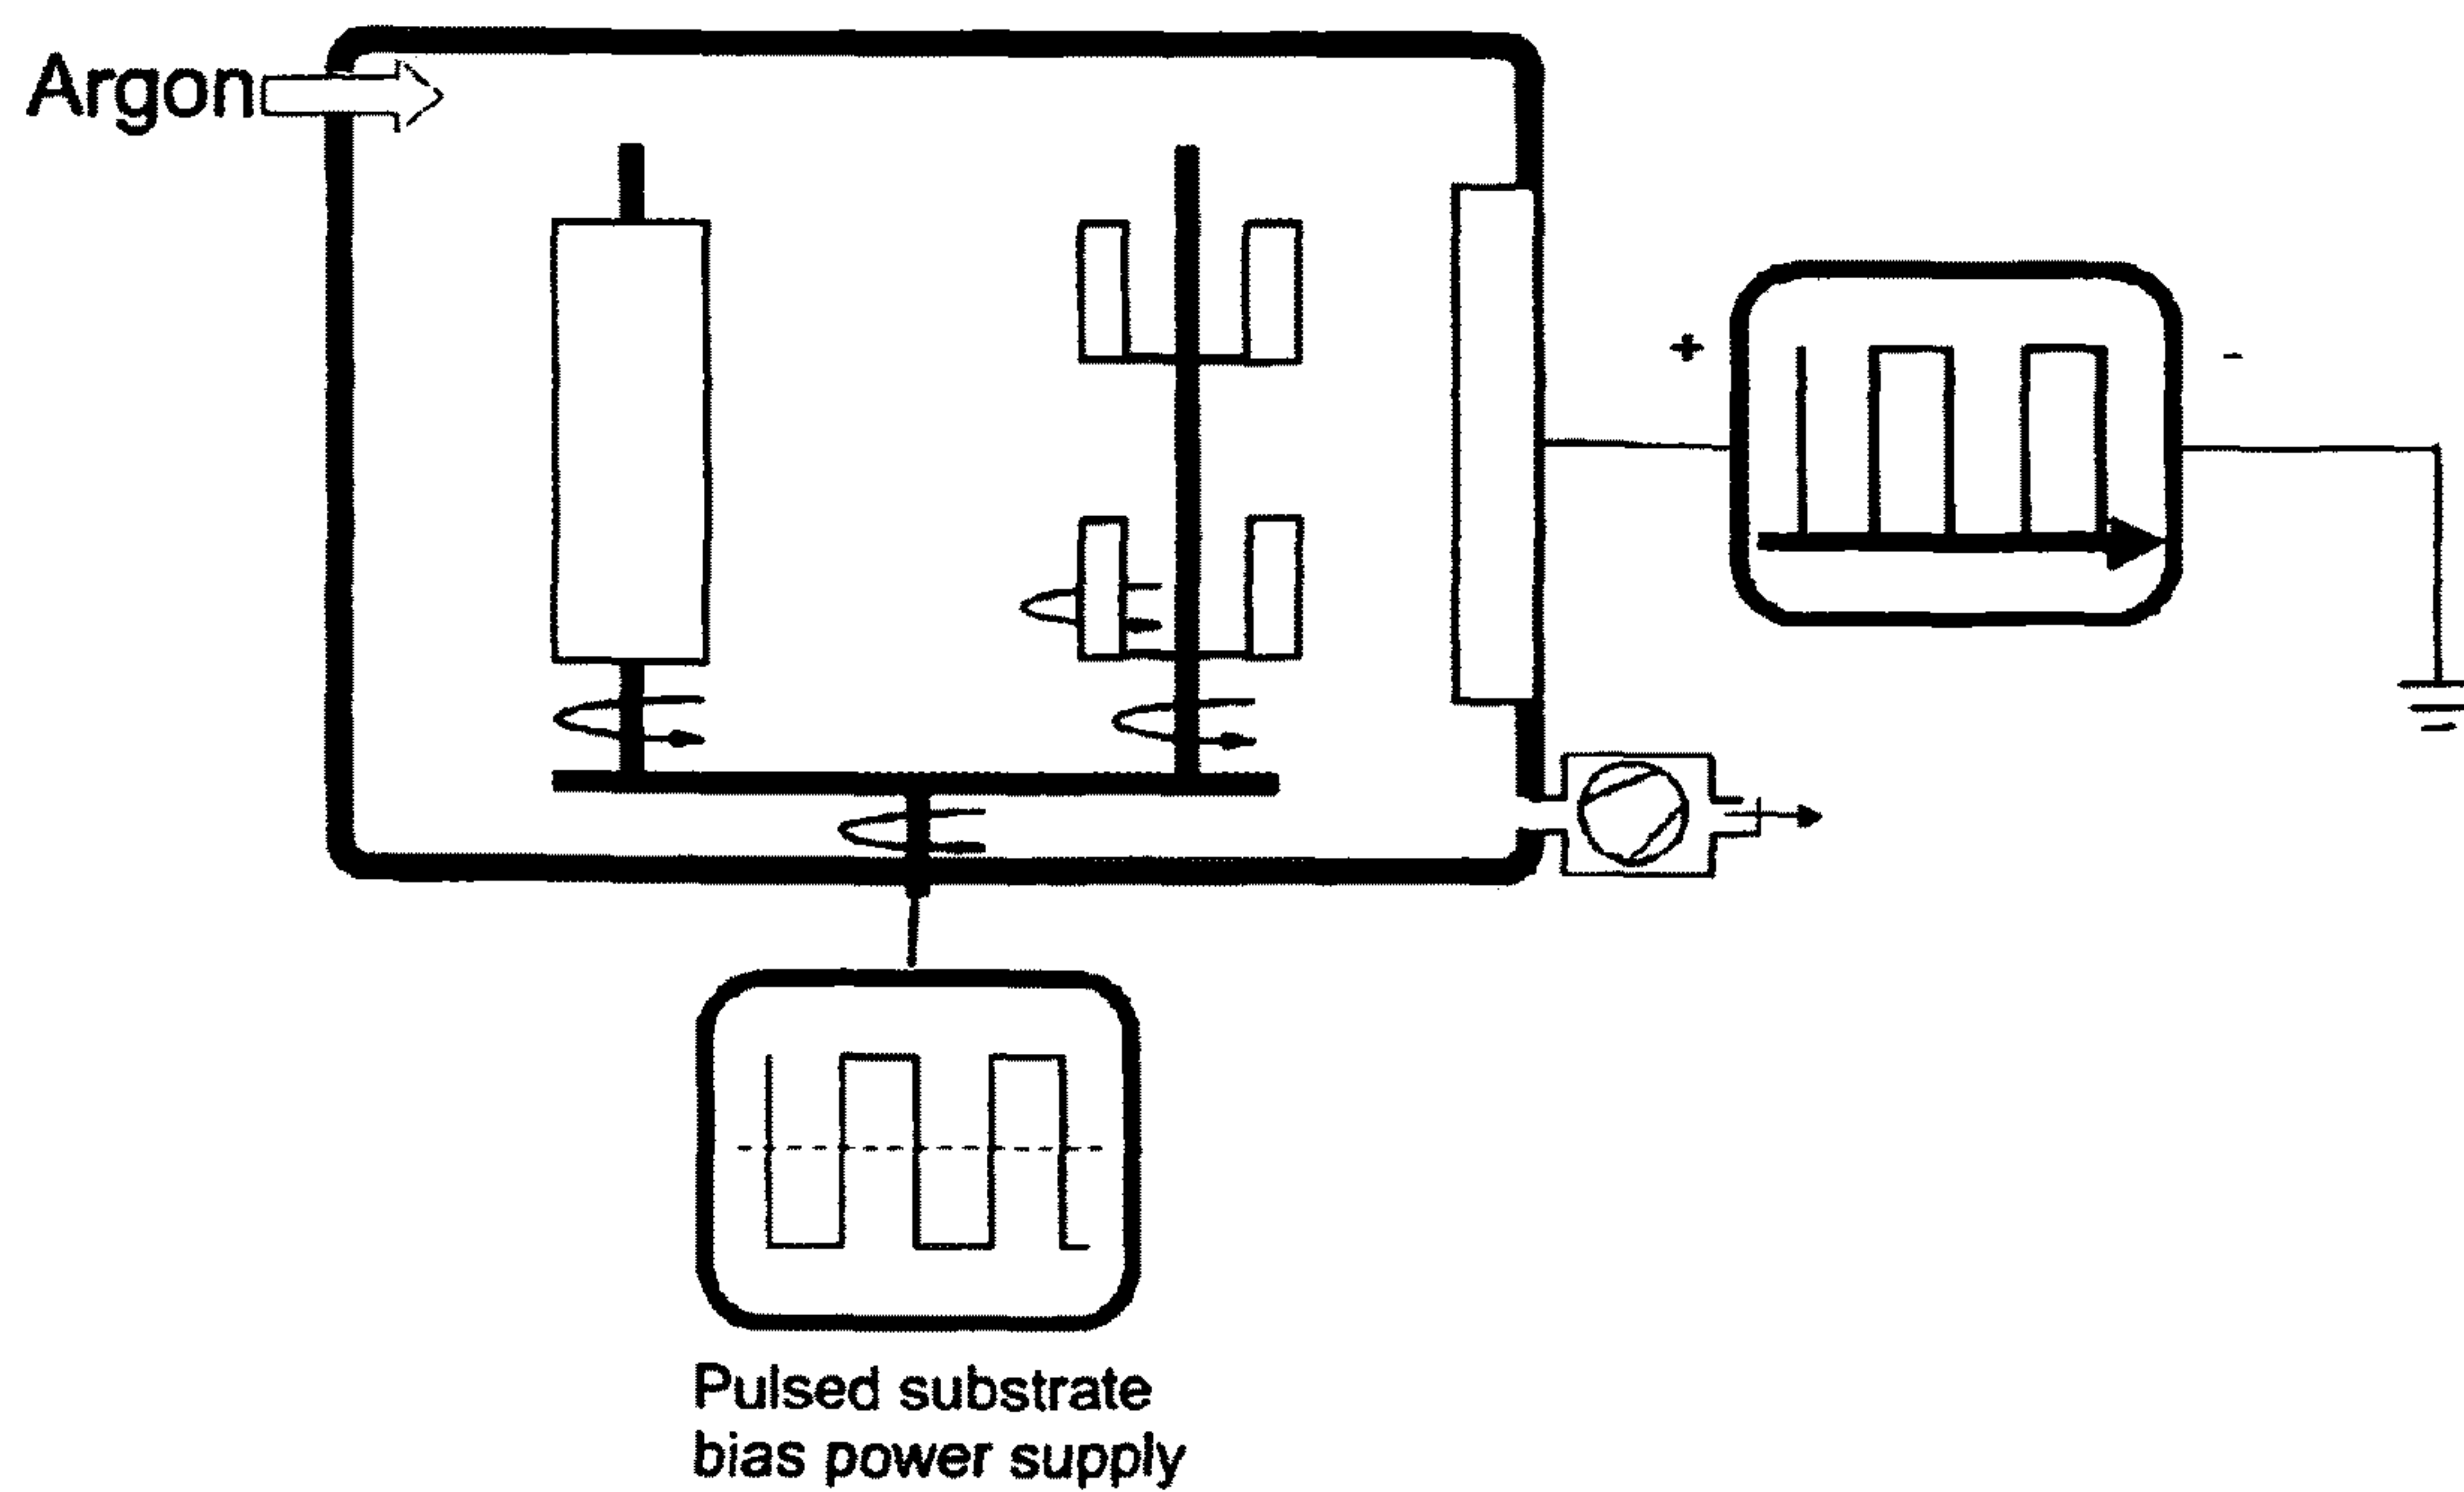 Argon
+
-
Pulsed substrate
bias power supply